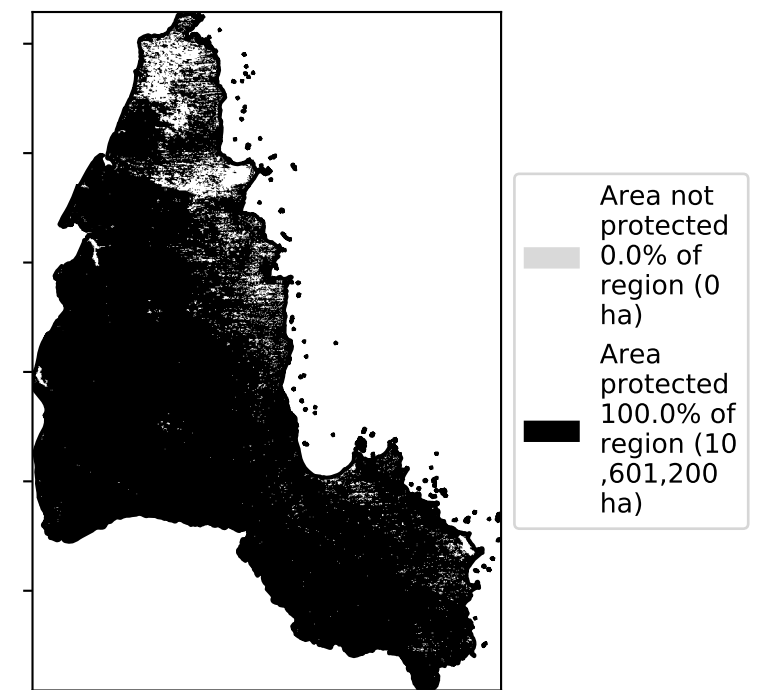 Area not
protected
0.0% of
region (0
ha)
Area
protected
100.0% of
region (10
,601,200
ha)